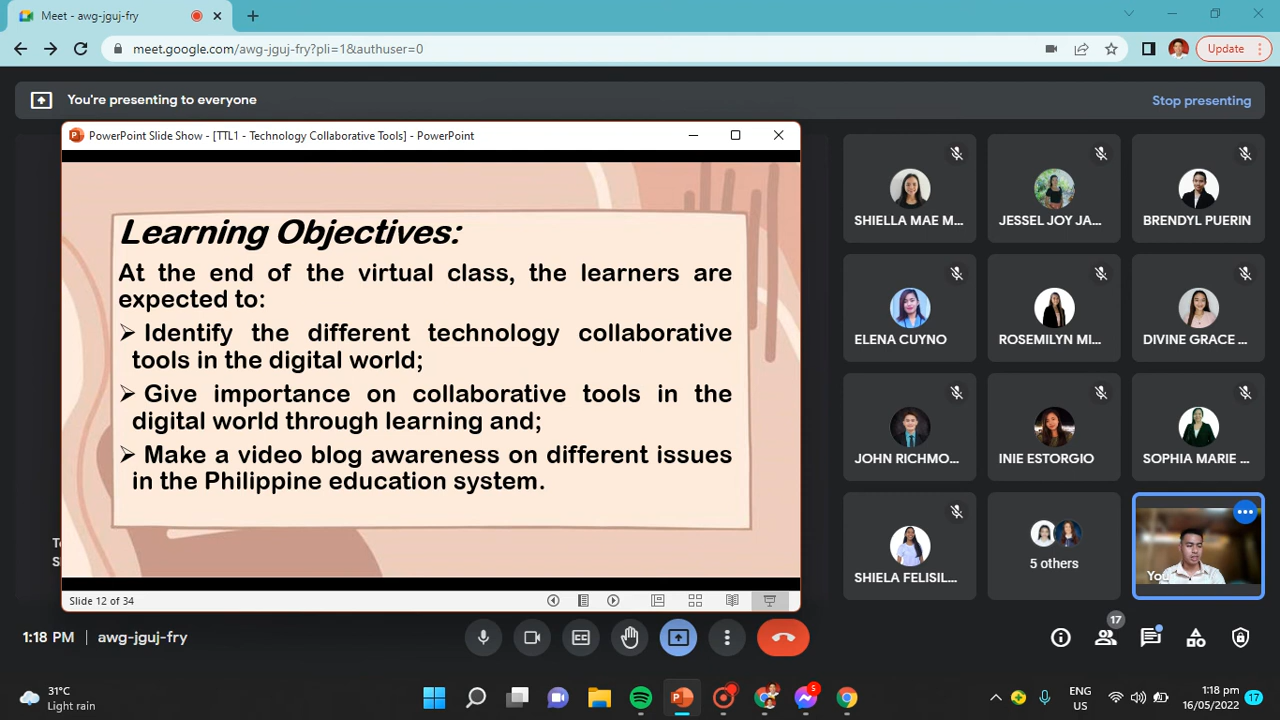 Meet - awg-jguj-fry
meet.google.com/awg-jguj-fry?pli=1&authuser=0
Update
You're presenting to everyone
Stop presenting
PowerPoint Slide Show - [TTL1 - Technology Collaborative Tools] - PowerPoint
Learning Objectives:
At the end of the virtual class, the learners are
expected to:
➢ Identify the different technology collaborative
tools in the digital world;
➢ Give importance on collaborative tools in the
digital world through learning and;
➢ Make a video blog awareness on different issues
in the Philippine education system.
Slide 12 of 34
SHIELLA MAE M...
JESSEL JOY JA...
BRENDYL PUERIN
ELENA CUYNO
ROSEMILYN MI...
DIVINE GRACE ...
JOHN RICHMO...
INIE ESTORGIO
SOPHIA MARIE ...
SHIELA FELISIL...
5 others
You
1:18 PM | awg-jguj-fry
CC
17
31°C
Light rain
5
ENG
US
1:18 pm
16/05/2022
17